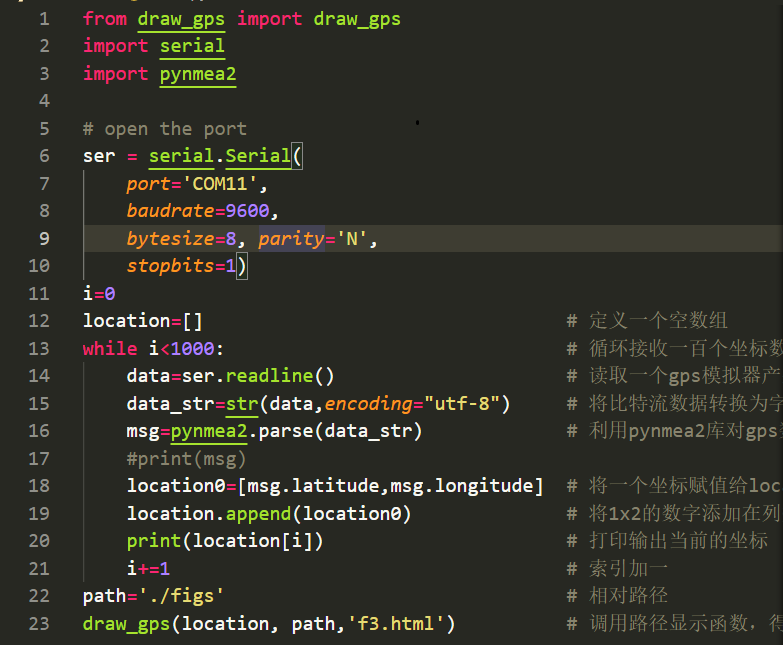 1 from draw_gps import draw_gps
2 import serial
3 import pynmea2
4
5 # open the port
6 ser = serial.Serial(
7 port='COM11',
8 baudrate=9600,
9 bytesize=8, parity='N',
10 stopbits=1)
11 i=0
12 location=[] # 定义一个空数组
13 while i<1000: # 循环接收一百个坐标数
14 data=ser.readline() # 读取一个gps模拟器产
15 data_str=str(data,encoding="utf-8") # 将比特流数据转换为字
16 msg=pynmea2.parse(data_str) # 利用pynmea2库对gps
17 #print(msg)
18 location0=[msg.latitude,msg.longitude] # 将一个坐标赋值给loc
19 location.append(location0) # 将1x2的数字添加在列
20 print(location[i]) # 打印输出当前的坐标
21 i+=1 # 索引加一
22 path='./figs' # 相对路径
23 draw_gps(location, path,'f3.html') # 调用路径显示函数，得